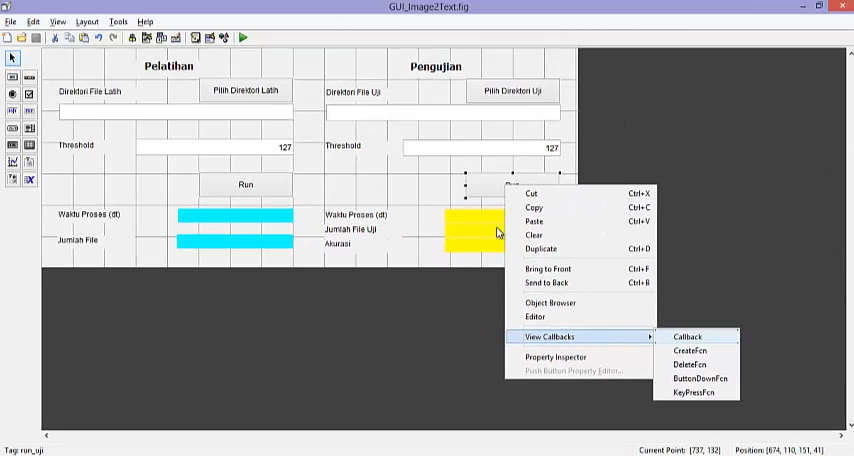 GUI_Image2Text.fig
File Edit View Layout Tools Help
Pelatihan
Pengujian
Direktori File Latih
Pilih Direktori Latih
Direktori File Uji
Pilih Direktori Uji
Threshold
127
Threshold
127
Run
Waktu Proses (dt)
Jumlah File
Waktu Proses (dt)
Jumlah File Uji
Akurasi
Cut Ctrl+X
Copy Ctrl+C
Paste Ctrl+V
Clear
Duplicate Ctrl+D
Bring to Front Ctrl+F
Send to Back Ctrl+B
Object Browser
Editor
View Callbacks
Property Inspector
Push Button Property Editor...
Callback
CreateFcn
DeleteFcn
ButtonDownFcn
KeyPressFcn
Tag: run_uji
Current Point: [737, 132]
Position: [674, 110, 151, 41]